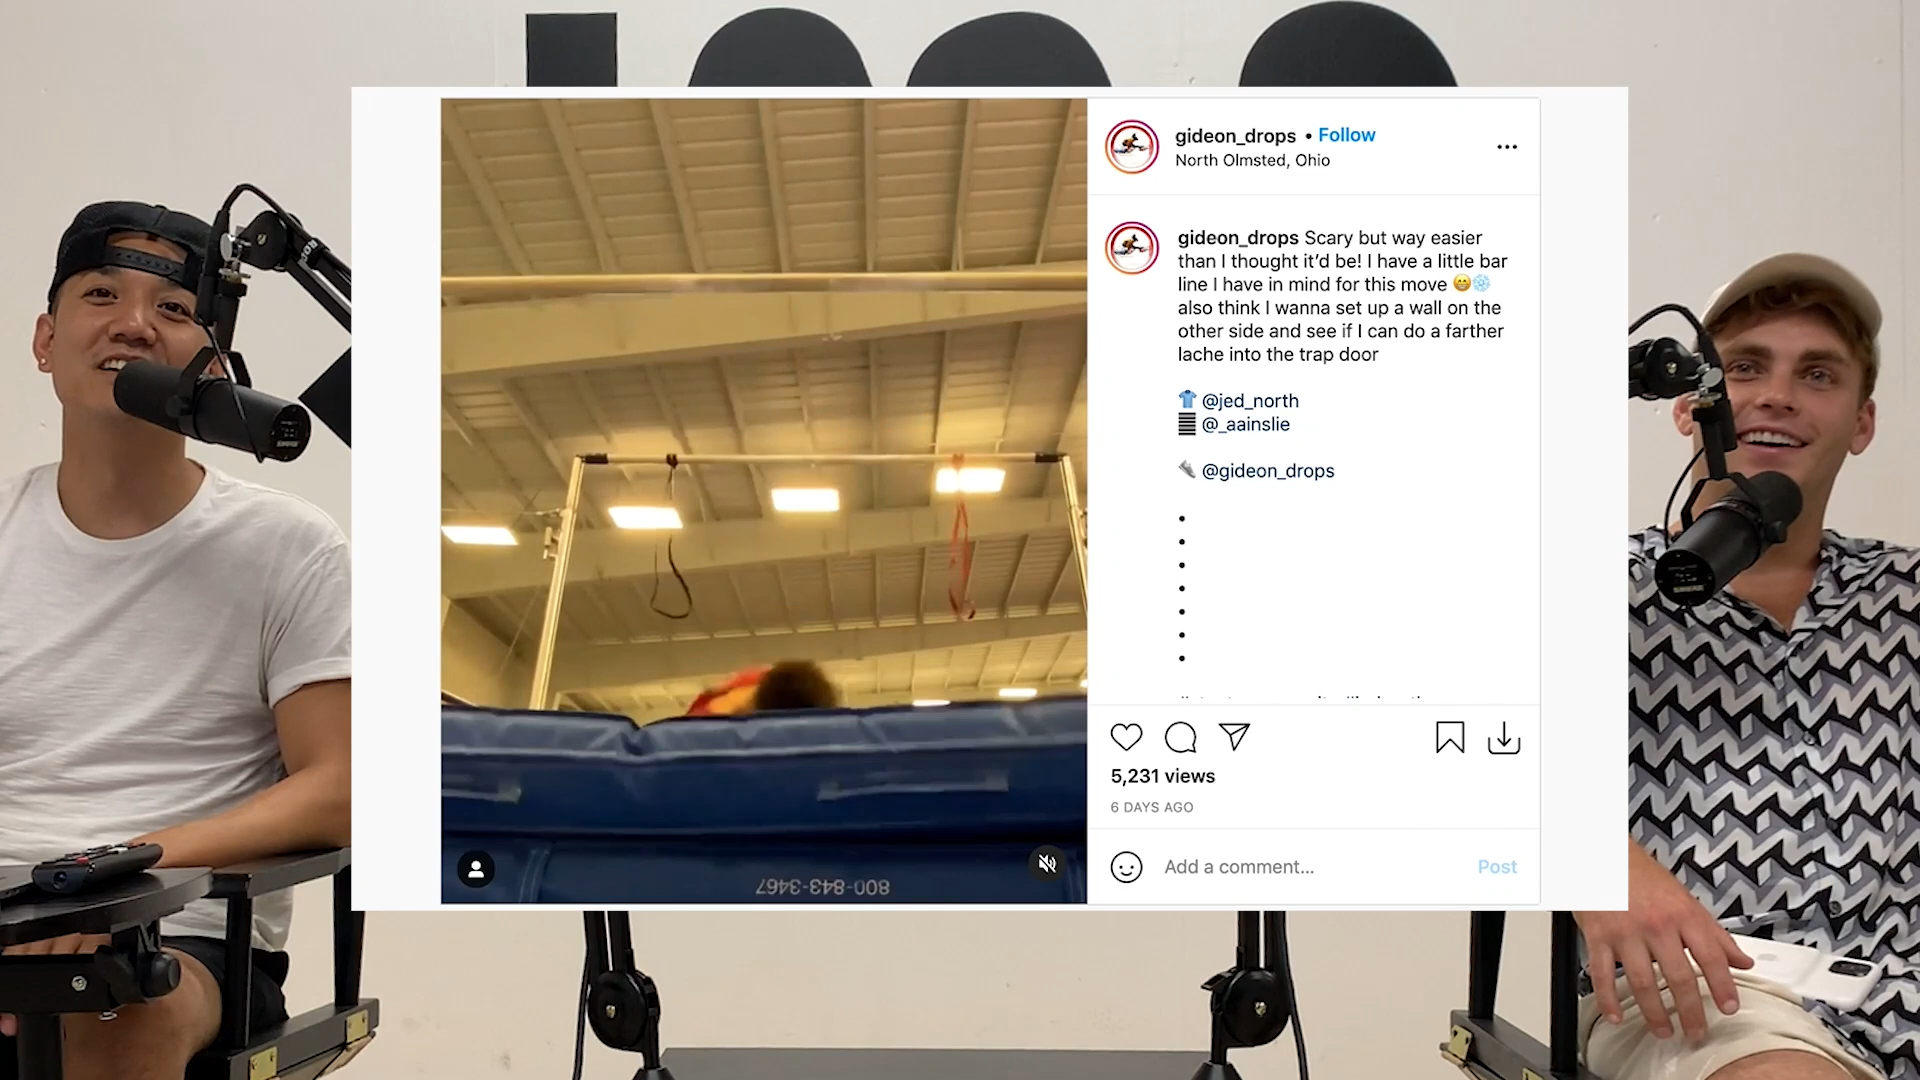 gideon_drops • Follow
North Olmsted, Ohio
gideon_drops Scary but way easier
than I thought it'd be! I have a little bar
line I have in mind for this move 😁❄️
also think I wanna set up a wall on the
other side and see if I can do a farther
lache into the trap door
@jed_north
@_aainslie
@gideon_drops
•
•
•
•
•
•
•
5,231 views
6 DAYS AGO
Add a comment... Post
800-843-3467